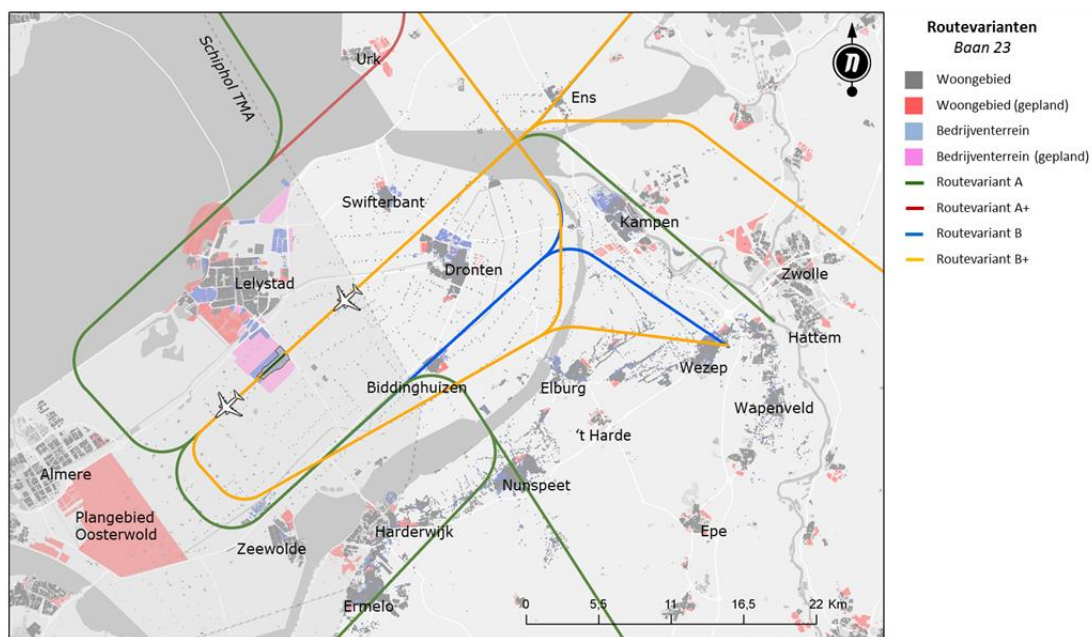 Routevarianten
Baan 23
Woongebied
Woongebied (gepland)
Bedrijventerrein
Bedrijventerrein (gepland)
Routevariant A
Routevariant A+
Routevariant B
Routevariant B+
n
Schiphol TMA
Urk
Ens
Swifterbant
Kampen
Dronten
Zwolle
Lelystad
Hattem
Biddinghuizen
Elburg
Wezep
Wapenveld
't Harde
Almere
Nunspeet
Plangebied
Oosterwold
Harderwijk
Epe
Zeewolde
Ermelo
0 5,5 11 16,5 22 Km